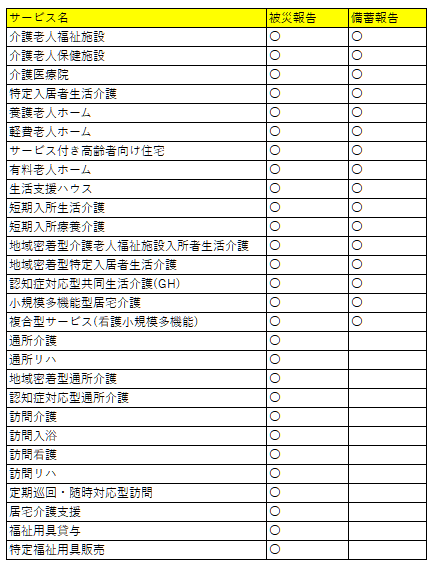 サービス名 被災報告 備蓄報告
介護老人福祉施設 〇 〇
介護老人保健施設 〇 〇
介護医療院 〇 〇
特定入居者生活介護 〇 〇
養護老人ホーム 〇 〇
軽費老人ホーム 〇 〇
サービス付き高齢者向け住宅 〇 〇
有料老人ホーム 〇 〇
生活支援ハウス 〇 〇
短期入所生活介護 〇 〇
短期入所療養介護 〇 〇
地域密着型介護老人福祉施設入所者生活介護 〇 〇
地域密着型特定入居者生活介護 〇 〇
認知症対応型共同生活介護(GH) 〇 〇
小規模多機能型居宅介護 〇 〇
複合型サービス(看護小規模多機能) 〇 〇
通所介護 〇
通所リハ 〇
地域密着型通所介護 〇
認知症対応型通所介護 〇
訪問介護 〇
訪問入浴 〇
訪問看護 〇
訪問リハ 〇
定期巡回・随時対応型訪問 〇
居宅介護支援 〇
福祉用具貸与 〇
特定福祉用具販売 〇